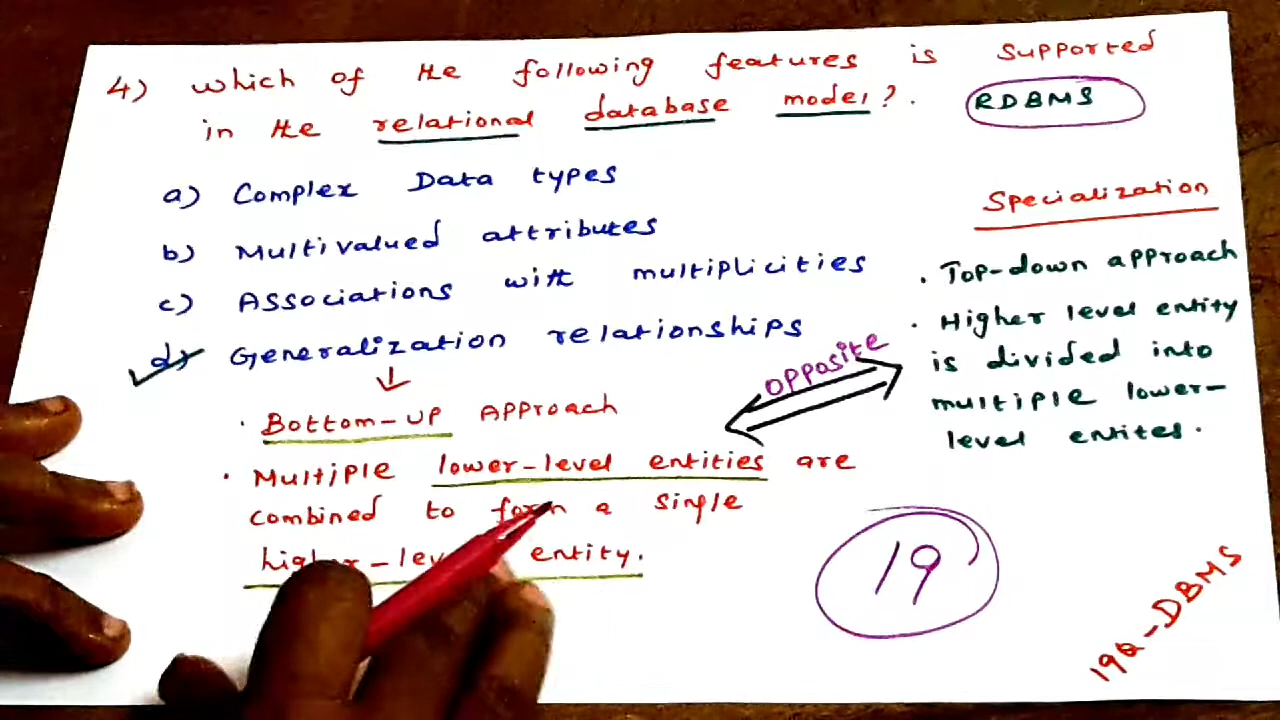 4) which of the following features is supported
in the relational database model?. RDBMS
a) Complex Data types
b) Multivalued attributes
c) Associations with multiplicities
d) Generalization relationships
. Bottom-up Approach
. Multiple lower-level entities are
combined to form a single
entity.
opposite
Specialization
. Top-down approach
. Higher level entity
is divided into
multiple lower-
level entites.
19
19Q-DBMS